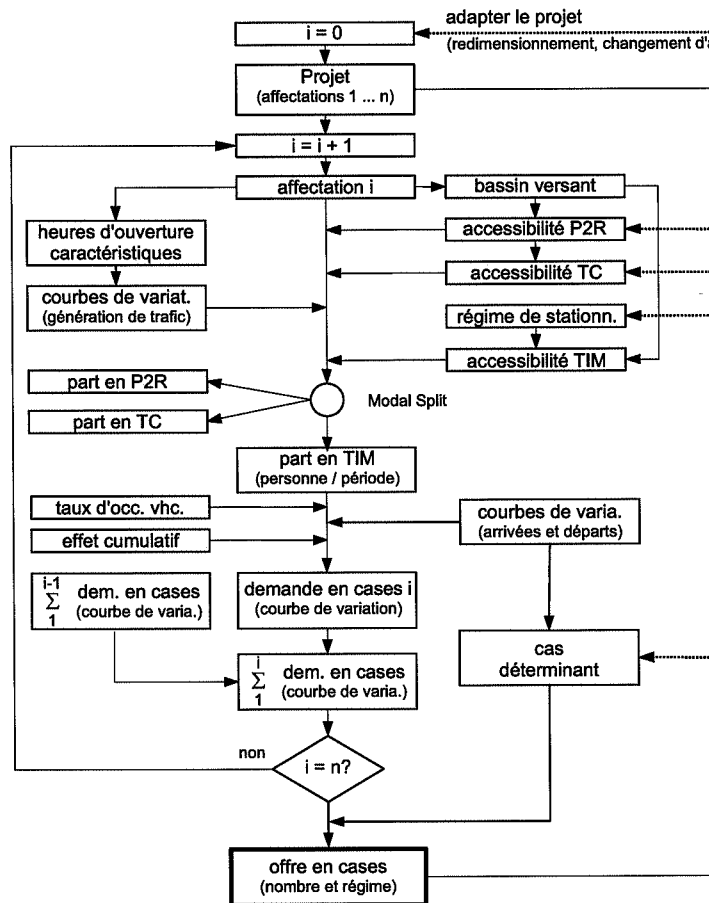 adapter le projet
i = 0
(redimensionnement, changement d'a
Projet
(affectations 1 ... n)
i = i + 1
affectation i
bassin versant
heures d'ouverture
caractéristiques
accessibilité P2R
accessibilité TC
courbes de variat.
(génération de trafic)
régime de stationn.
accessibilité TIM
part en P2R
Modal Split
part en TC
part en TIM
(personne / période)
taux d'occ. vhc.
courbes de varia.
(arrivées et départs)
effet cumulatif
i-1
Σ dem. en cases
1 (courbe de varia.)
demande en cases i
(courbe de variation)
cas
déterminant
i
Σ dem. en cases
1 (courbe de varia.)
non
i = n?
offre en cases
(nombre et régime)